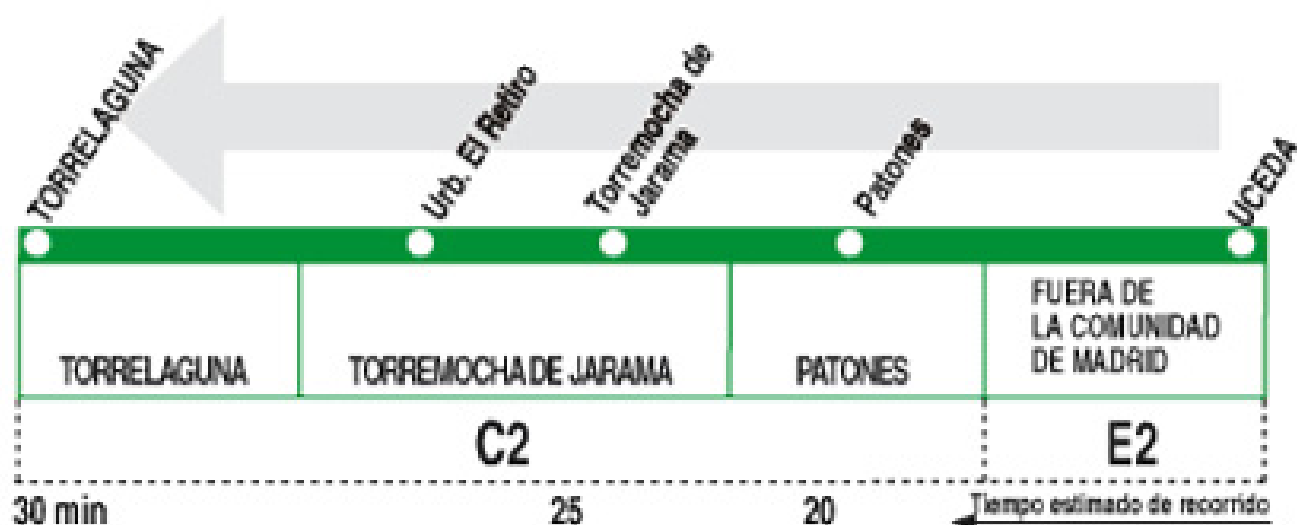 TORRELAGUNA
Urb. El Retiro
Torremocha de
Jarama
Patones
UCEDA
TORRELAGUNA
TORREMOCHA DE JARAMA
PATONES
FUERA DE
LA COMUNIDAD
DE MADRID
C2
E2
30 min
25
20
Tiempo estimado de recorrido